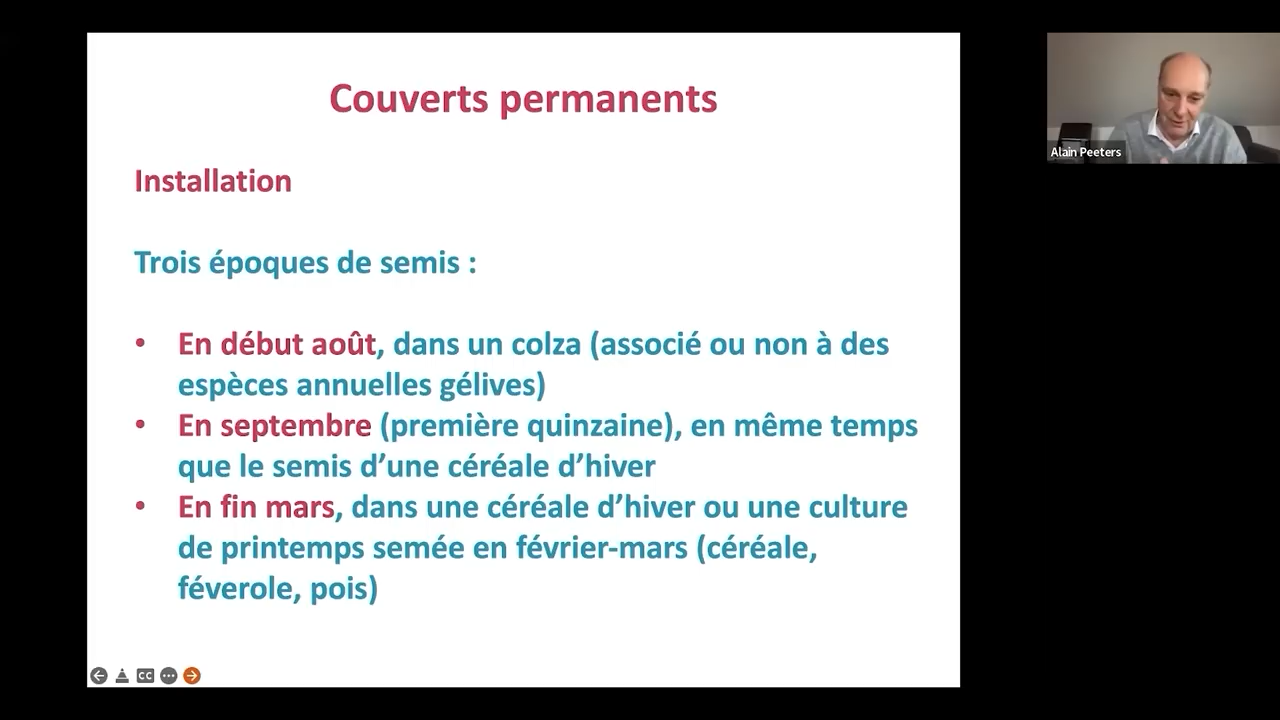 Couverts permanents
Alain Peeters
Installation
Trois époques de semis :
• En début août, dans un colza (associé ou non à des
espèces annuelles gélives)
• En septembre (première quinzaine), en même temps
que le semis d’une céréale d’hiver
• En fin mars, dans une céréale d’hiver ou une culture
de printemps semée en février-mars (céréale,
féverole, pois)
CC